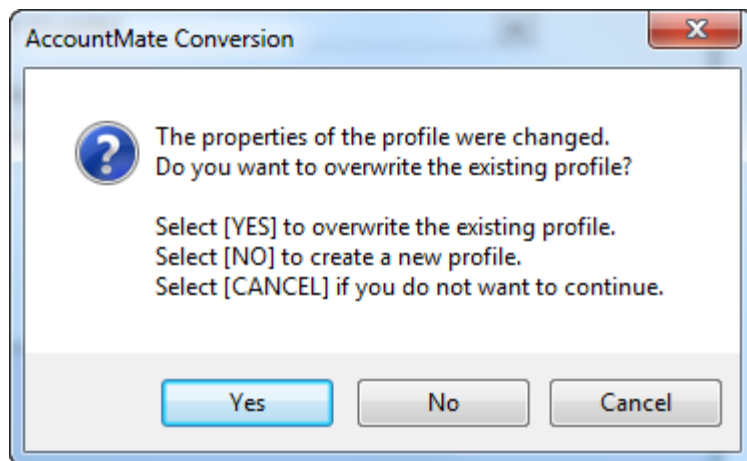 AccountMate Conversion
The properties of the profile were changed.
Do you want to overwrite the existing profile?
Select [YES] to overwrite the existing profile.
Select [NO] to create a new profile.
Select [CANCEL] if you do not want to continue.
Yes No Cancel